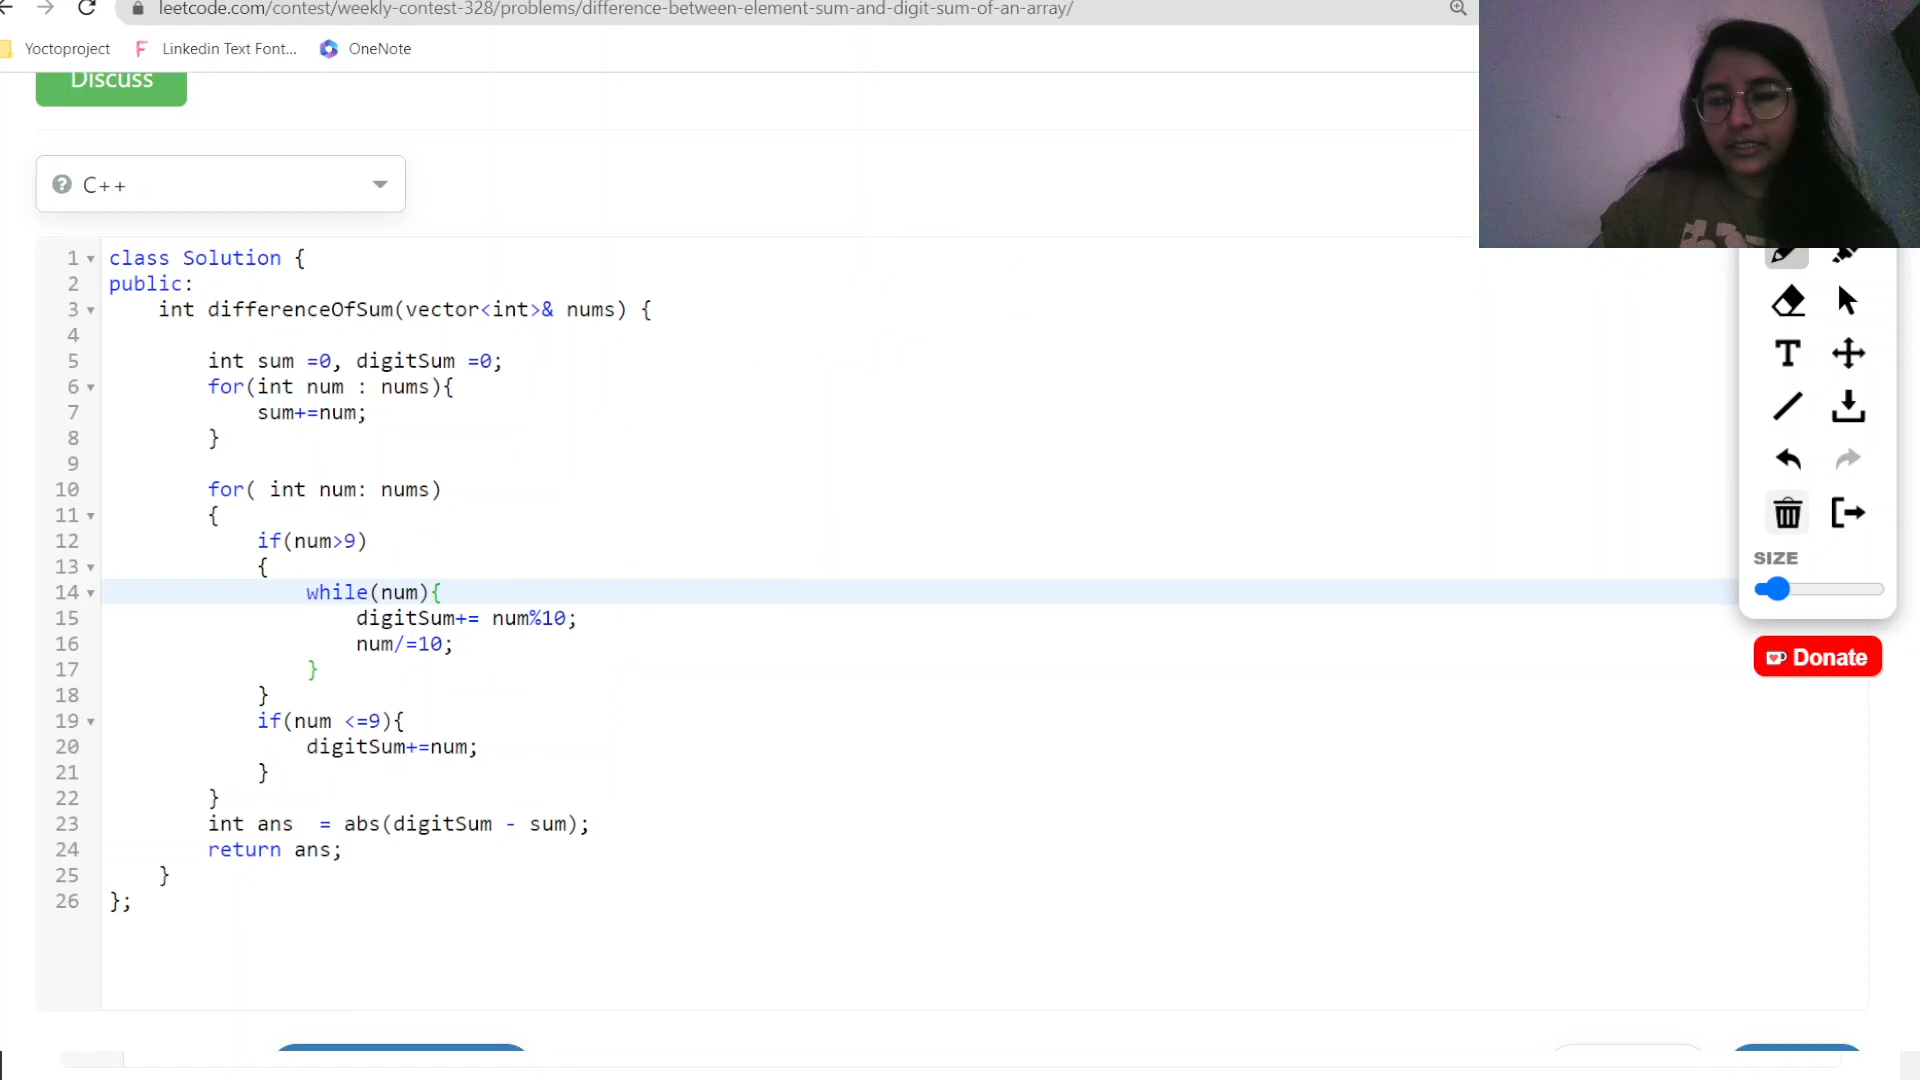 leetcode.com/contest/weekly-contest-328/problems/difference-between-element-sum-and-digit-sum-of-an-array/
Yoctoproject F Linkedin Text Font... OneNote
Discuss
? C++
1 class Solution {
2 public:
3 int differenceOfSum(vector<int>& nums) {
4
5 int sum =0, digitSum =0;
6 for(int num : nums){
7 sum+=num;
8 }
9
10 for( int num: nums)
11 {
12 if(num>9)
13 {
14 while(num){
15 digitSum+= num%10;
16 num/=10;
17 }
18 }
19 if(num <=9){
20 digitSum+=num;
21 }
22 }
23 int ans  = abs(digitSum - sum);
24 return ans;
25 }
26 };
T
SIZE
Donate